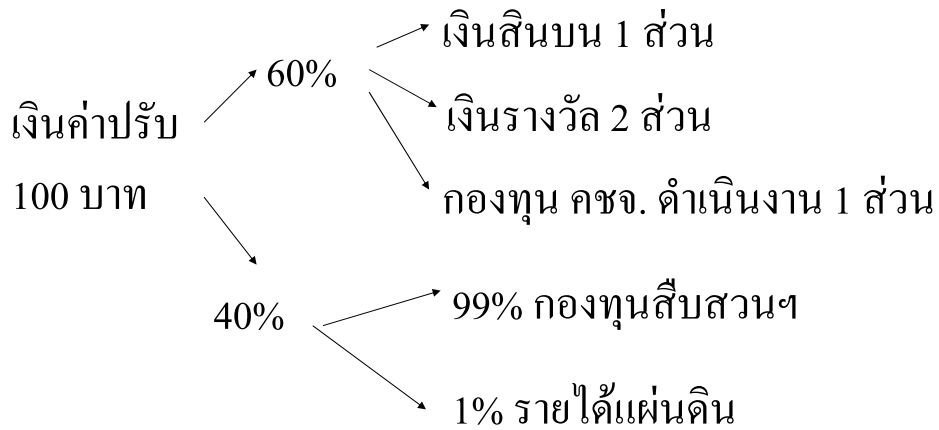 เงินค่าปรับ
100 บาท
60%
เงินสินบน 1 ส่วน
เงินรางวัล 2 ส่วน
กองทุน คชจ. ดำเนินงาน 1 ส่วน
40%
99% กองทุนสืบสวนฯ
1% รายได้แผ่นดิน